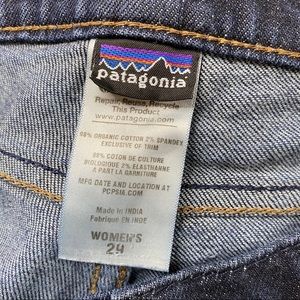 patagonia
Repair, Reuse, Recycle
This Product
www.patagonia.com
98% ORGANIC COTTON 2% SPANDEX
EXCLUSIVE OF TRIM
98% COTON DE CULTURE
BIOLOGIQUE 2% ELASTHANNE
A PART LA GARNITURE
MFG DATE AND LOCATION AT
PCPSIA.COM
Made in INDIA
Fabriqué EN INDE
WOMEN'S
24